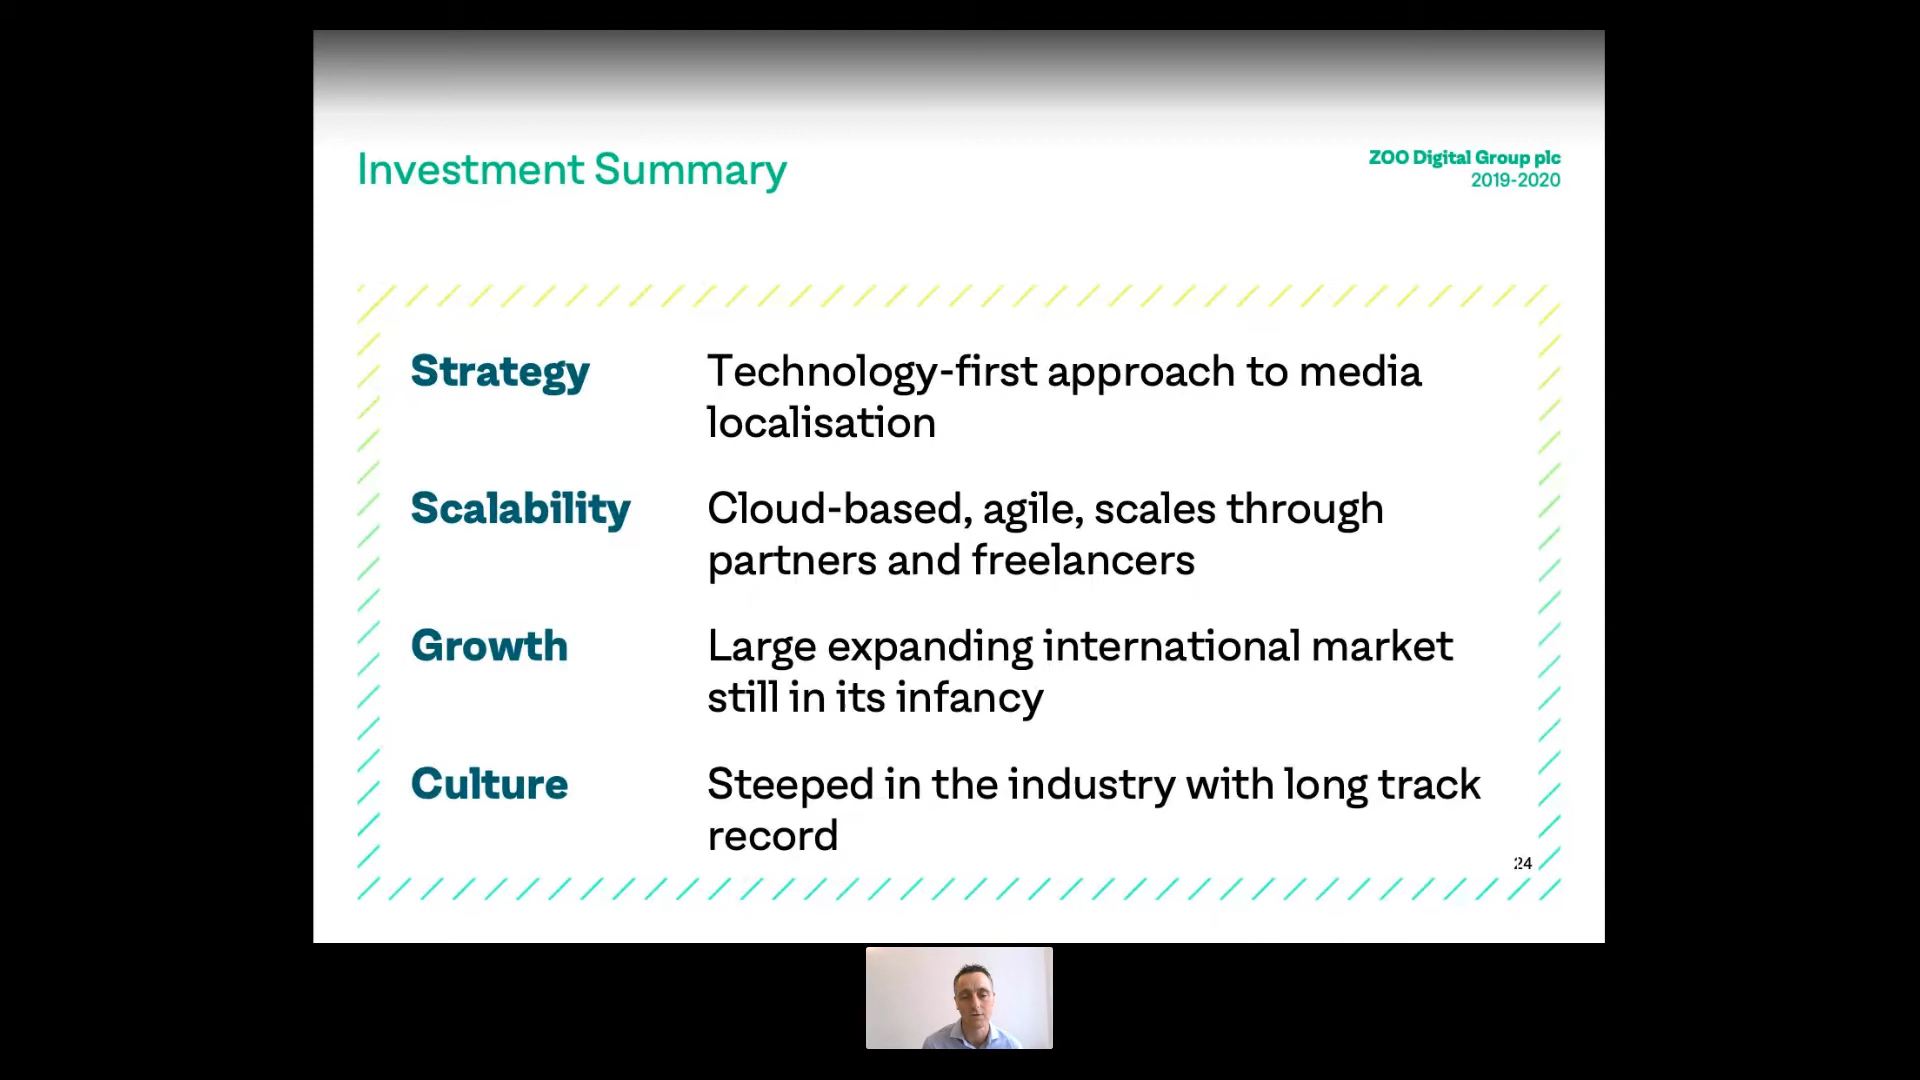 Investment Summary
ZOO Digital Group plc
2019-2020
Strategy
Technology-first approach to media
localisation
Scalability
Cloud-based, agile, scales through
partners and freelancers
Growth
Large expanding international market
still in its infancy
Culture
Steeped in the industry with long track
record
24